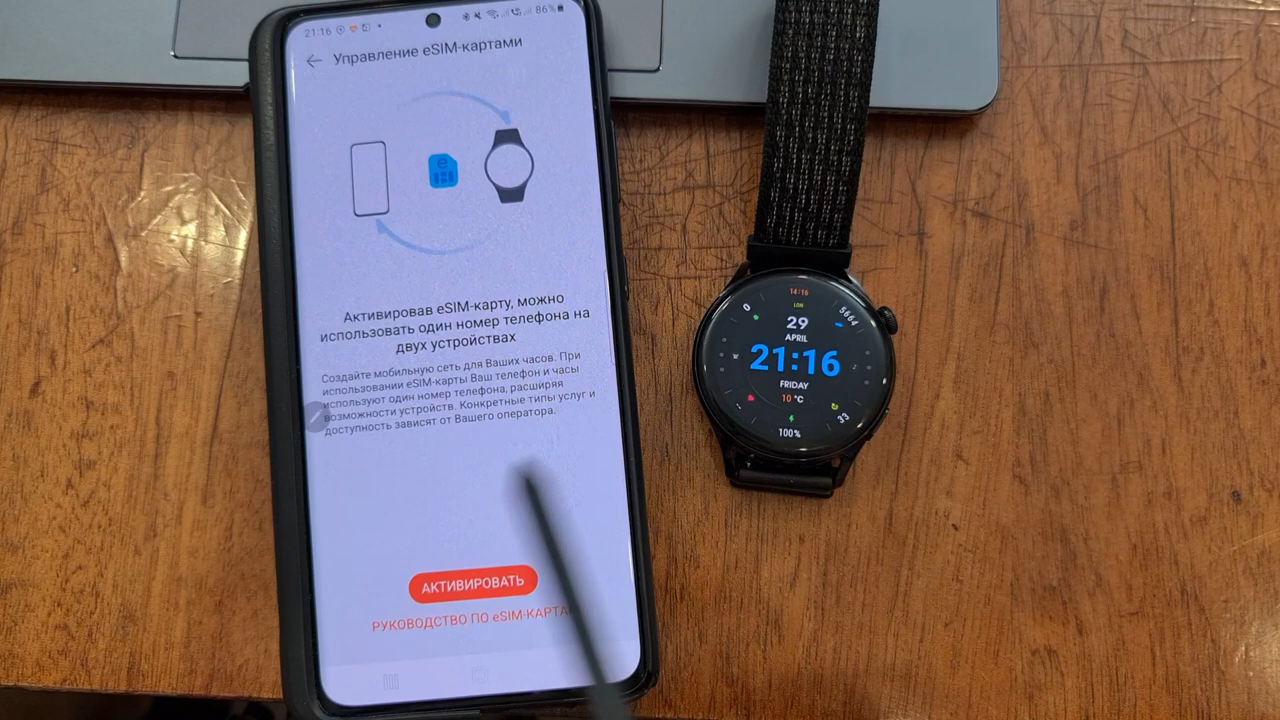 21:16
86%
Управление eSIM-картами
e
Активировав eSIM-карту, можно
использовать один номер телефона на
двух устройствах
Создайте мобильную сеть для Ваших часов. При
использовании eSIM-карты Ваш телефон и часы
используют один номер телефона, расширяя
возможности устройств. Конкретные типы услуг и
доступность зависят от Вашего оператора.
АКТИВИРОВАТЬ
РУКОВОДСТВО ПО eSIM-КАРТА
14:16
LON
0
5664
29
APRIL
21:16
FRIDAY
10 °C
--
33
100%